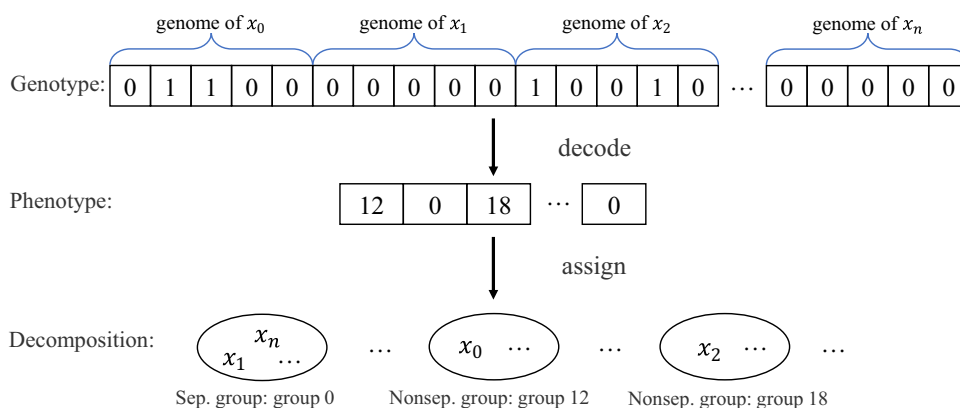 genome of x₀ genome of x₁ genome of x₂ genome of xₙ
Genotype: 0 1 1 0 0 0 0 0 0 0 1 0 0 1 0 ... 0 0 0 0 0
decode
Phenotype: 12 0 18 ... 0
assign
Decomposition: xₙ x₁ ... ... x₀ ... ... x₂ ... ...
Sep. group: group 0 Nonsep. group: group 12 Nonsep. group: group 18